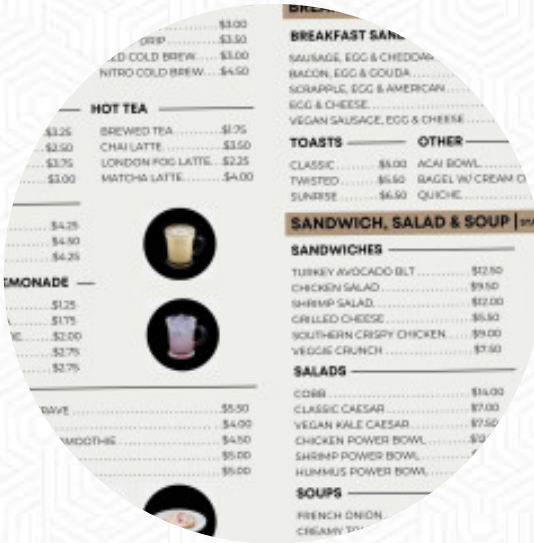 $3.00
DRIP $3.50
COLD BREW $3.00
NITRO COLD BREW $4.50
HOT TEA
$3.25
$2.50
$3.75
$3.00
BREWED TEA $1.75
CHAI LATTE $3.50
LONDON FOG LATTE $2.25
MATCHA LATTE $4.00
$4.25
$4.50
$4.25
EMONADE
$1.25
$1.75
$2.00
$2.75
$2.75
$5.50
$4.00
SMOOTHIE $4.50
$5.00
$5.00
BREAKFAST SAN
SAUSAGE, EGG & CHEDDAR
BACON, EGG & GOUDA
SCRAPPLE, EGG & AMERICAN
EGG & CHEESE
VEGAN SAUSAGE, EGG & CHEESE
TOASTS
CLASSIC $5.00
TWISTED $5.50
SUNRISE $6.50
OTHER
ACAI BOWL
BAGEL W/ CREAM
QUICHE
SANDWICH, SALAD & SOUP
SANDWICHES
TURKEY AVOCADO BLT $12.50
CHICKEN SALAD $9.50
SHRIMP SALAD $12.00
GRILLED CHEESE $5.50
SOUTHERN CRISPY CHICKEN $9.00
VEGGIE CRUNCH $7.50
SALADS
COBB $14.00
CLASSIC CAESAR $7.00
VEGAN KALE CAESAR $7.50
CHICKEN POWER BOWL
SHRIMP POWER BOWL
HUMMUS POWER BOWL
SOUPS
FRENCH ONION
CREAMY